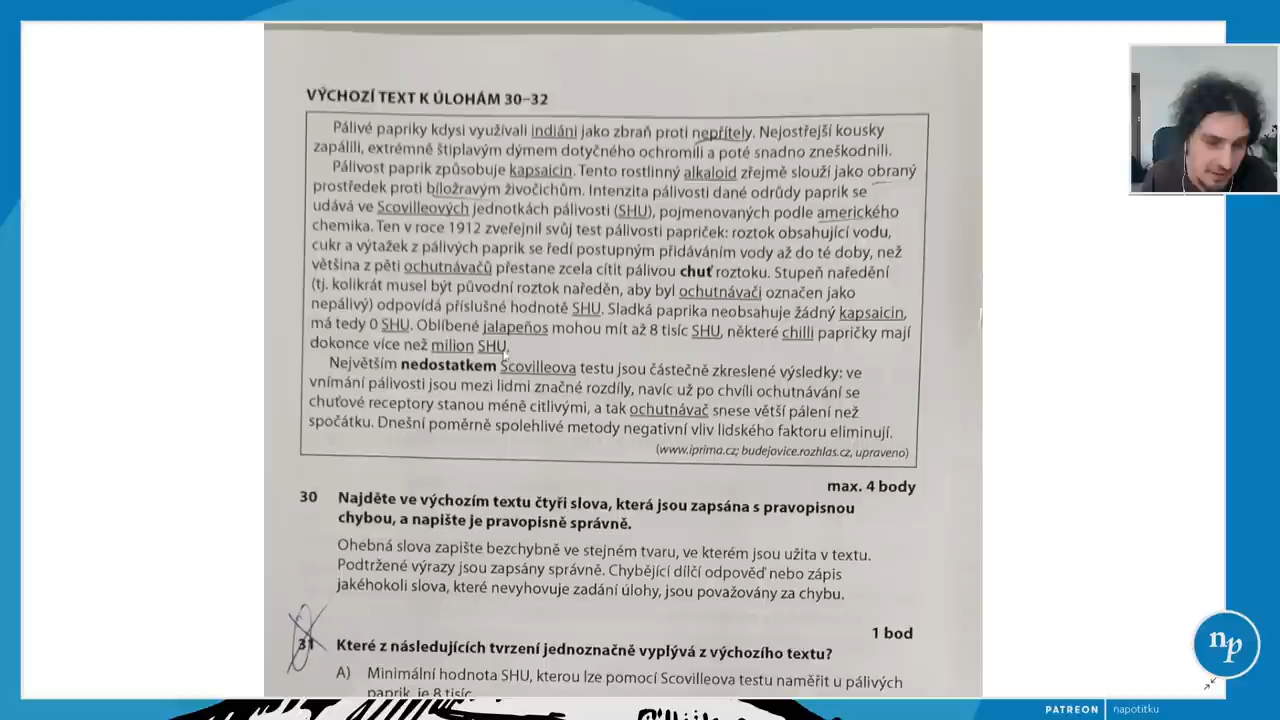 VÝCHOZÍ TEXT K ÚLOHÁM 30–32
Pálivé papriky kdysi využívali indiáni jako zbraň proti nepřítely. Nejostřejší kousky
zapálili, extrémně štiplavým dýmem dotyčného ochromili a poté snadno zneškodnili.
Pálivost paprik způsobuje kapsaicin. Tento rostlinný alkaloid zřejmě slouží jako obraný
prostředek proti bíložravým živočichům. Intenzita pálivosti dané odrůdy paprik se
udává ve Scovilleových jednotkách pálivosti (SHU), pojmenovaných podle amerického
chemika. Ten v roce 1912 zveřejnil svůj test pálivosti papriček: roztok obsahující vodu,
cukr a výtažek z pálivých paprik se ředí postupným přidáváním vody až do té doby, než
většina z pěti ochutnávačů přestane zcela cítit pálivou chuť roztoku. Stupeň naředění
(tj. kolikrát musel být původní roztok naředěn, aby byl ochutnávači označen jako
nepálivý) odpovídá příslušné hodnotě SHU. Sladká paprika neobsahuje žádný kapsaicin,
má tedy 0 SHU. Oblíbené jalapeños mohou mít až 8 tisíc SHU, některé chilli papričky mají
dokonce více než milion SHU.
Největším nedostatkem Scovilleova testu jsou částečně zkreslené výsledky: ve
vnímání pálivosti jsou mezi lidmi značné rozdíly, navíc už po chvíli ochutnávání se
chuťové receptory stanou méně citlivými, a tak ochutnávač snese větší pálení než
spočátku. Dnešní poměrně spolehlivé metody negativní vliv lidského faktoru eliminují.
(www.iprima.cz; budejovice.rozhlas.cz, upraveno)
max. 4 body
30 Najděte ve výchozím textu čtyři slova, která jsou zapsána s pravopisnou
chybou, a napište je pravopisně správně.
Ohebná slova zapište bezchybně ve stejném tvaru, ve kterém jsou užita v textu.
Podtržené výrazy jsou zapsány správně. Chybějící dílčí odpověď nebo zápis
jakéhokoli slova, které nevyhovuje zadání úlohy, jsou považovány za chybu.
1 bod
31 Které z následujících tvrzení jednoznačně vyplývá z výchozího textu?
A) Minimální hodnota SHU, kterou lze pomocí Scovilleova testu naměřit u pálivých
paprik, je 8 tisíc.
np
PATREON napotitku